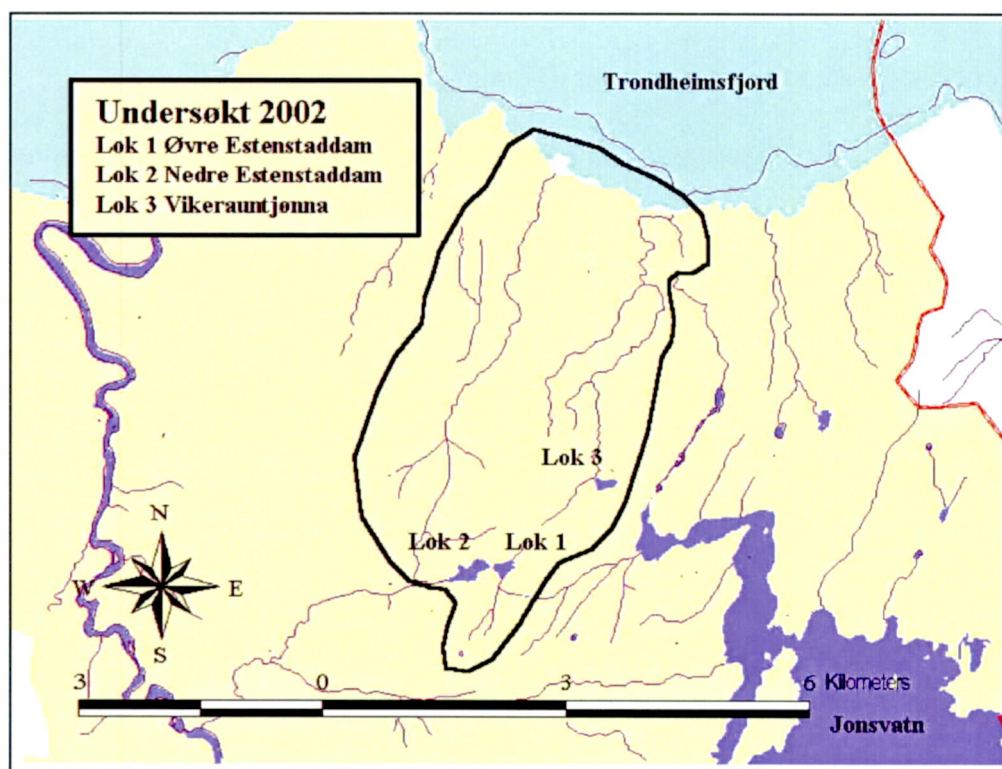 Trondheimsfjord
Undersøkt 2002
Lok 1 Øvre Estenstaddam
Lok 2 Nedre Estenstaddam
Lok 3 Vikerauntjønna
Lok 3
Lok 2
Lok 1
N
W
E
S
3 0 3 6 Kilometers
Jonsvatn